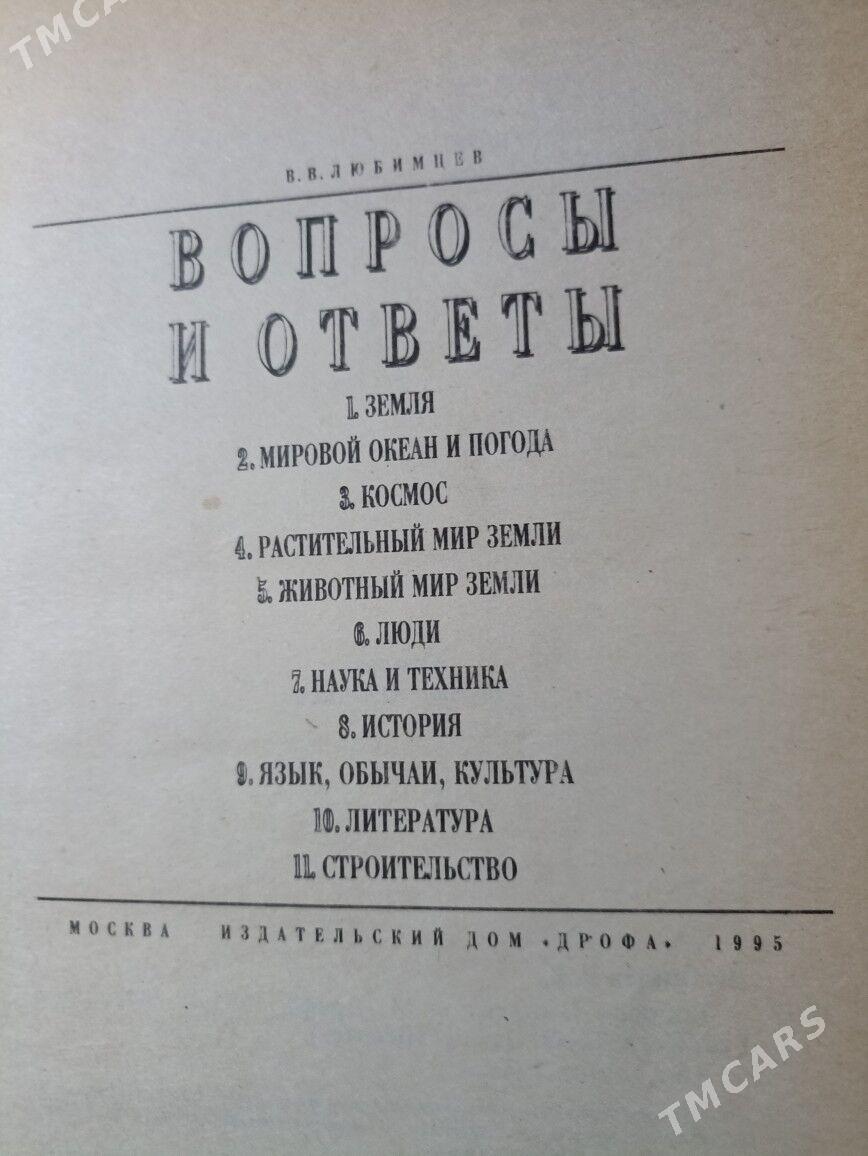 TMCARS
В.В.ЛЮБИМЦЕВ
ВОПРОСЫ
И ОТВЕТЫ
1. ЗЕМЛЯ
2. МИРОВОЙ ОКЕАН И ПОГОДА
3. КОСМОС
4. РАСТИТЕЛЬНЫЙ МИР ЗЕМЛИ
5. ЖИВОТНЫЙ МИР ЗЕМЛИ
6. ЛЮДИ
7. НАУКА И ТЕХНИКА
8. ИСТОРИЯ
9. ЯЗЫК, ОБЫЧАИ, КУЛЬТУРА
10. ЛИТЕРАТУРА
11. СТРОИТЕЛЬСТВО
МОСКВА ИЗДАТЕЛЬСКИЙ ДОМ «ДРОФА» 1995
TMCARS